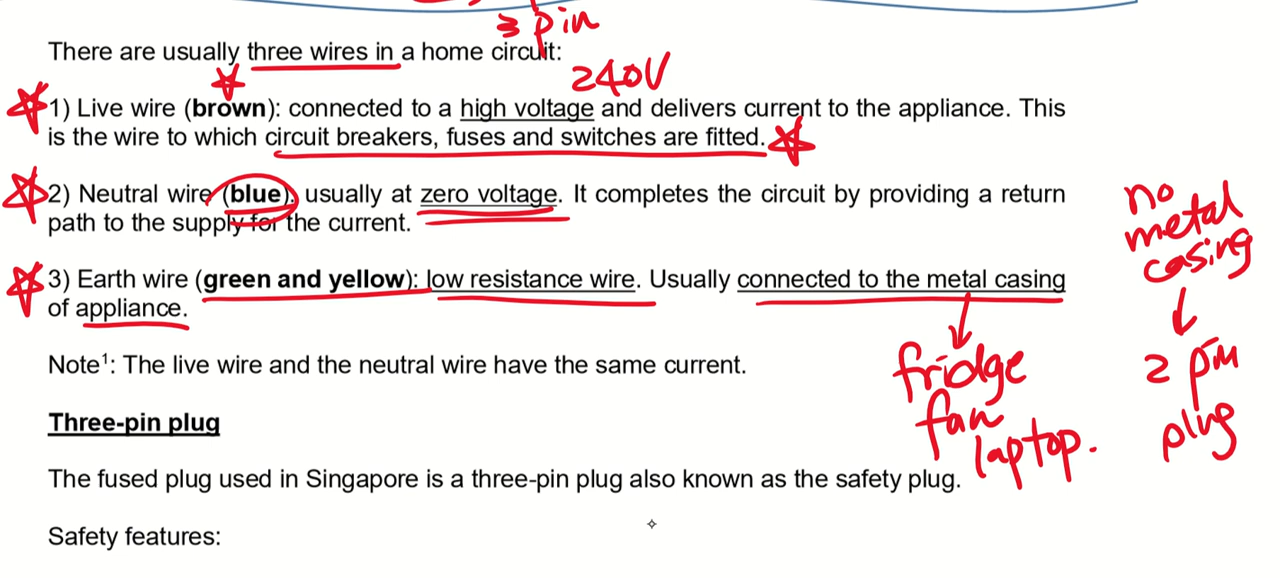 3 pin
There are usually three wires in a home circuit:
240V
1) Live wire (brown): connected to a high voltage and delivers current to the appliance. This
is the wire to which circuit breakers, fuses and switches are fitted.
2) Neutral wire (blue): usually at zero voltage. It completes the circuit by providing a return
path to the supply for the current.
no
metal
casing
3) Earth wire (green and yellow): low resistance wire. Usually connected to the metal casing
of appliance.
Note¹: The live wire and the neutral wire have the same current.
fridge
fan
laptop.
2 pin
plug
Three-pin plug
The fused plug used in Singapore is a three-pin plug also known as the safety plug.
Safety features: